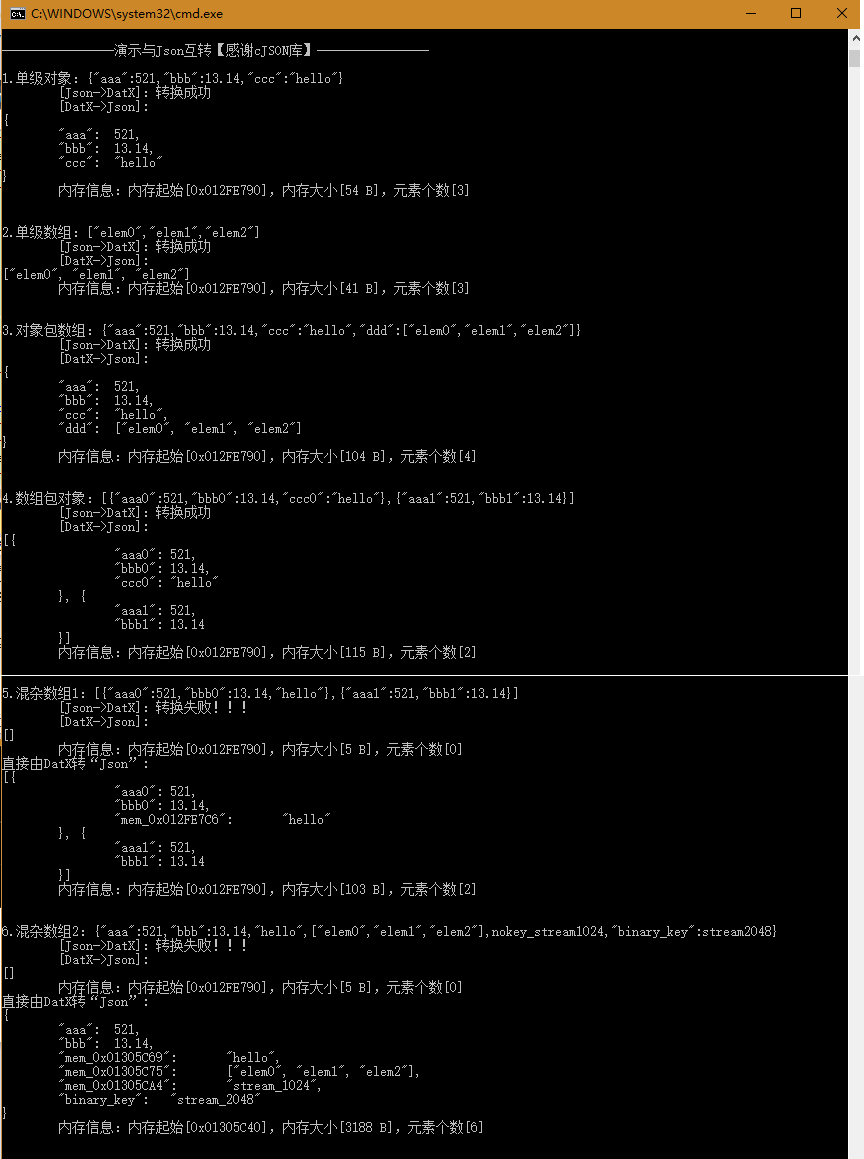 C:\WINDOWS\system32\cmd.exe
————————演示与Json互转【感谢cJSON库】————————
1.单级对象：{"aaa":521,"bbb":13.14,"ccc":"hello"}
[Json->DatX]：转换成功
[DatX->Json]：
{
"aaa": 521,
"bbb": 13.14,
"ccc": "hello"
}
内存信息：内存起始[0x012FE790]，内存大小[54 B]，元素个数[3]
2.单级数组：["elem0","elem1","elem2"]
[Json->DatX]：转换成功
[DatX->Json]：
["elem0", "elem1", "elem2"]
内存信息：内存起始[0x012FE790]，内存大小[41 B]，元素个数[3]
3.对象包数组：{"aaa":521,"bbb":13.14,"ccc":"hello","ddd":["elem0","elem1","elem2"]}
[Json->DatX]：转换成功
[DatX->Json]：
{
"aaa": 521,
"bbb": 13.14,
"ccc": "hello",
"ddd": ["elem0", "elem1", "elem2"]
}
内存信息：内存起始[0x012FE790]，内存大小[104 B]，元素个数[4]
4.数组包对象：[{"aaa0":521,"bbb0":13.14,"ccc0":"hello"},{"aaa1":521,"bbb1":13.14}]
[Json->DatX]：转换成功
[DatX->Json]：
[{
"aaa0": 521,
"bbb0": 13.14,
"ccc0": "hello"
}, {
"aaa1": 521,
"bbb1": 13.14
}]
内存信息：内存起始[0x012FE790]，内存大小[115 B]，元素个数[2]
5.混杂数组1：[{"aaa0":521,"bbb0":13.14,"hello"},{"aaa1":521,"bbb1":13.14}]
[Json->DatX]：转换失败！！！
[DatX->Json]：
[]
内存信息：内存起始[0x012FE790]，内存大小[5 B]，元素个数[0]
直接由DatX转“Json”：
[{
"aaa0": 521,
"bbb0": 13.14,
"mem_0x012FE7C6": "hello"
}, {
"aaa1": 521,
"bbb1": 13.14
}]
内存信息：内存起始[0x012FE790]，内存大小[103 B]，元素个数[2]
6.混杂数组2：{"aaa":521,"bbb":13.14,"hello",["elem0","elem1","elem2"],nokey_stream1024,"binary_key":stream2048}
[Json->DatX]：转换失败！！！
[DatX->Json]：
[]
内存信息：内存起始[0x012FE790]，内存大小[5 B]，元素个数[0]
直接由DatX转“Json”：
{
"aaa": 521,
"bbb": 13.14,
"mem_0x01305C69": "hello",
"mem_0x01305C75": ["elem0", "elem1", "elem2"],
"mem_0x01305CA4": "stream_1024",
"binary_key": "stream_2048"
}
内存信息：内存起始[0x01305C40]，内存大小[3188 B]，元素个数[6]